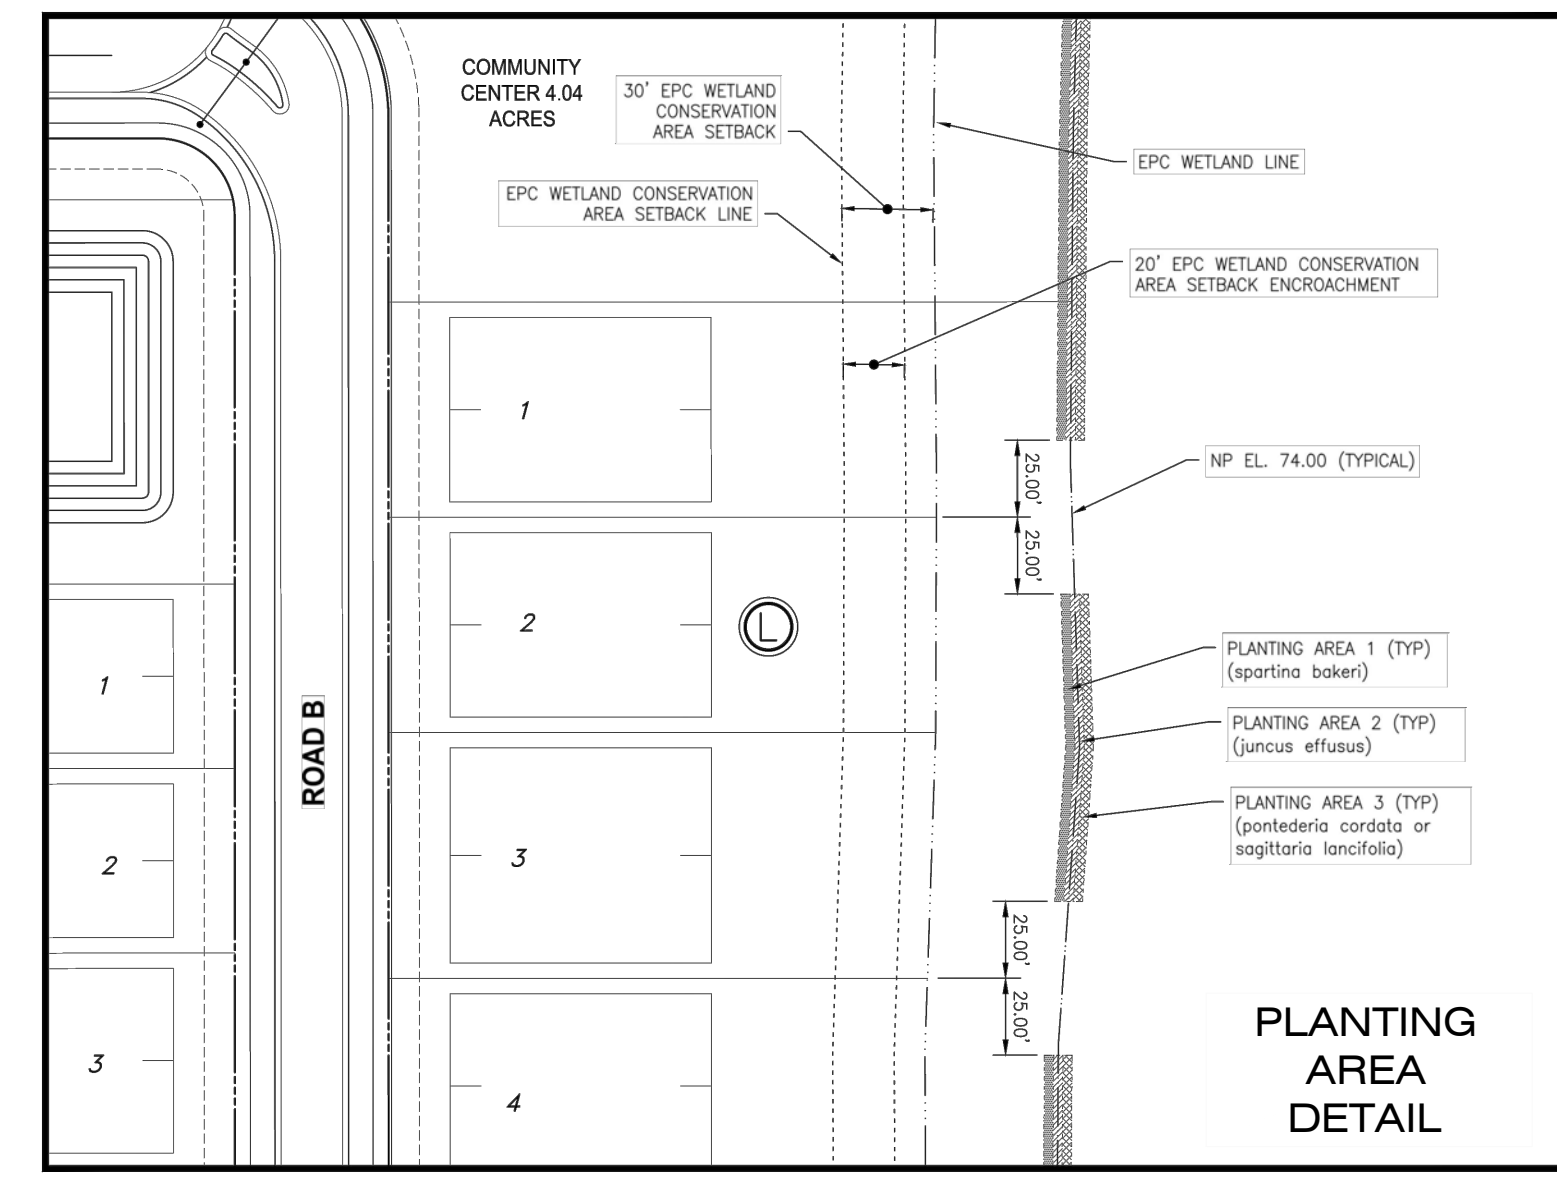 COMMUNITY
CENTER 4.04
ACRES
30' EPC WETLAND
CONSERVATION
AREA SETBACK
EPC WETLAND LINE
EPC WETLAND CONSERVATION
AREA SETBACK LINE
20' EPC WETLAND CONSERVATION
AREA SETBACK ENCROACHMENT
1
25.00'
NP EL. 74.00 (TYPICAL)
25.00'
2
L
PLANTING AREA 1 (TYP)
(spartina bakeri)
1
ROAD B
PLANTING AREA 2 (TYP)
(juncus effusus)
PLANTING AREA 3 (TYP)
(pontederia cordata or
sagittaria lancifolia)
2
3
25.00'
25.00'
3
4
PLANTING
AREA
DETAIL